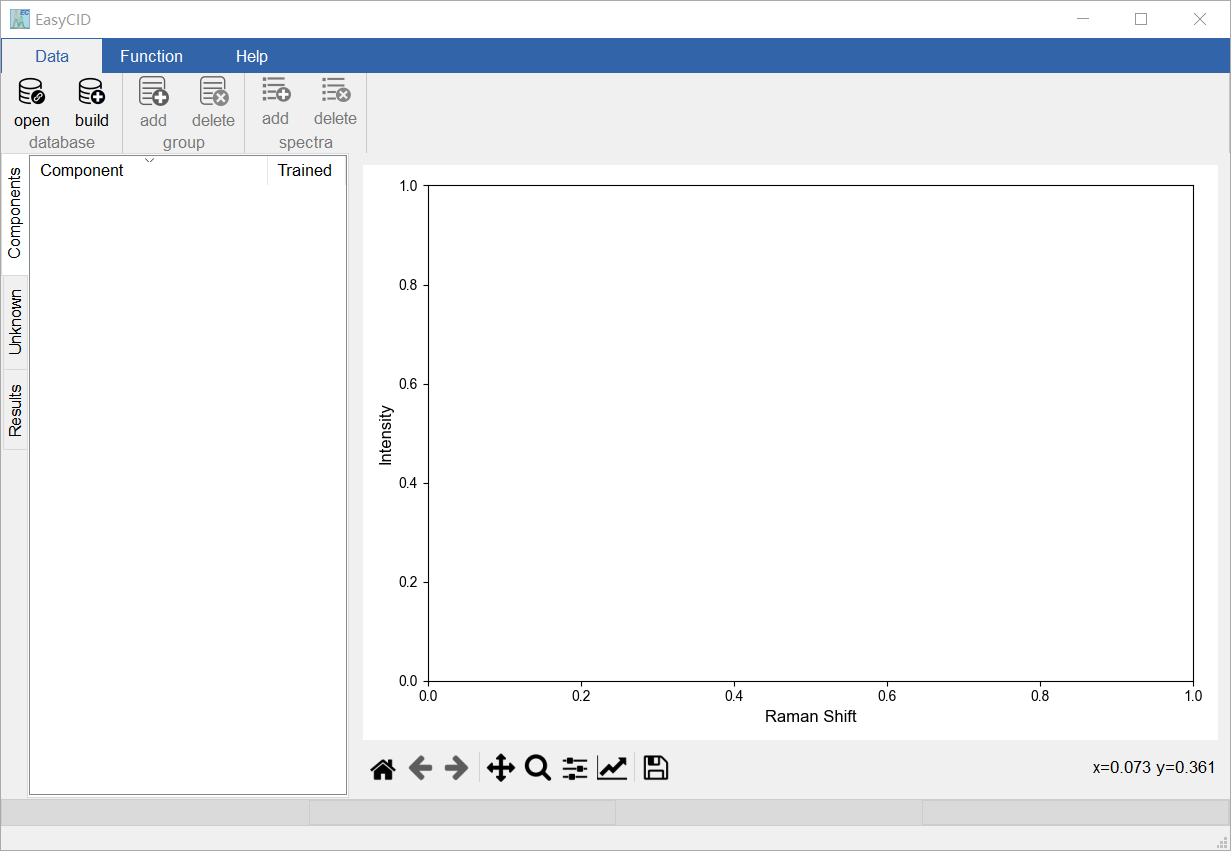 EasyCID
Data Function Help
open build add delete add delete
database group spectra
Components
Unknown
Results
Component Trained
1.0
0.8
0.6
0.4
0.2
0.0
Intensity
0.0 0.2 0.4 0.6 0.8 1.0
Raman Shift
x=0.073 y=0.361